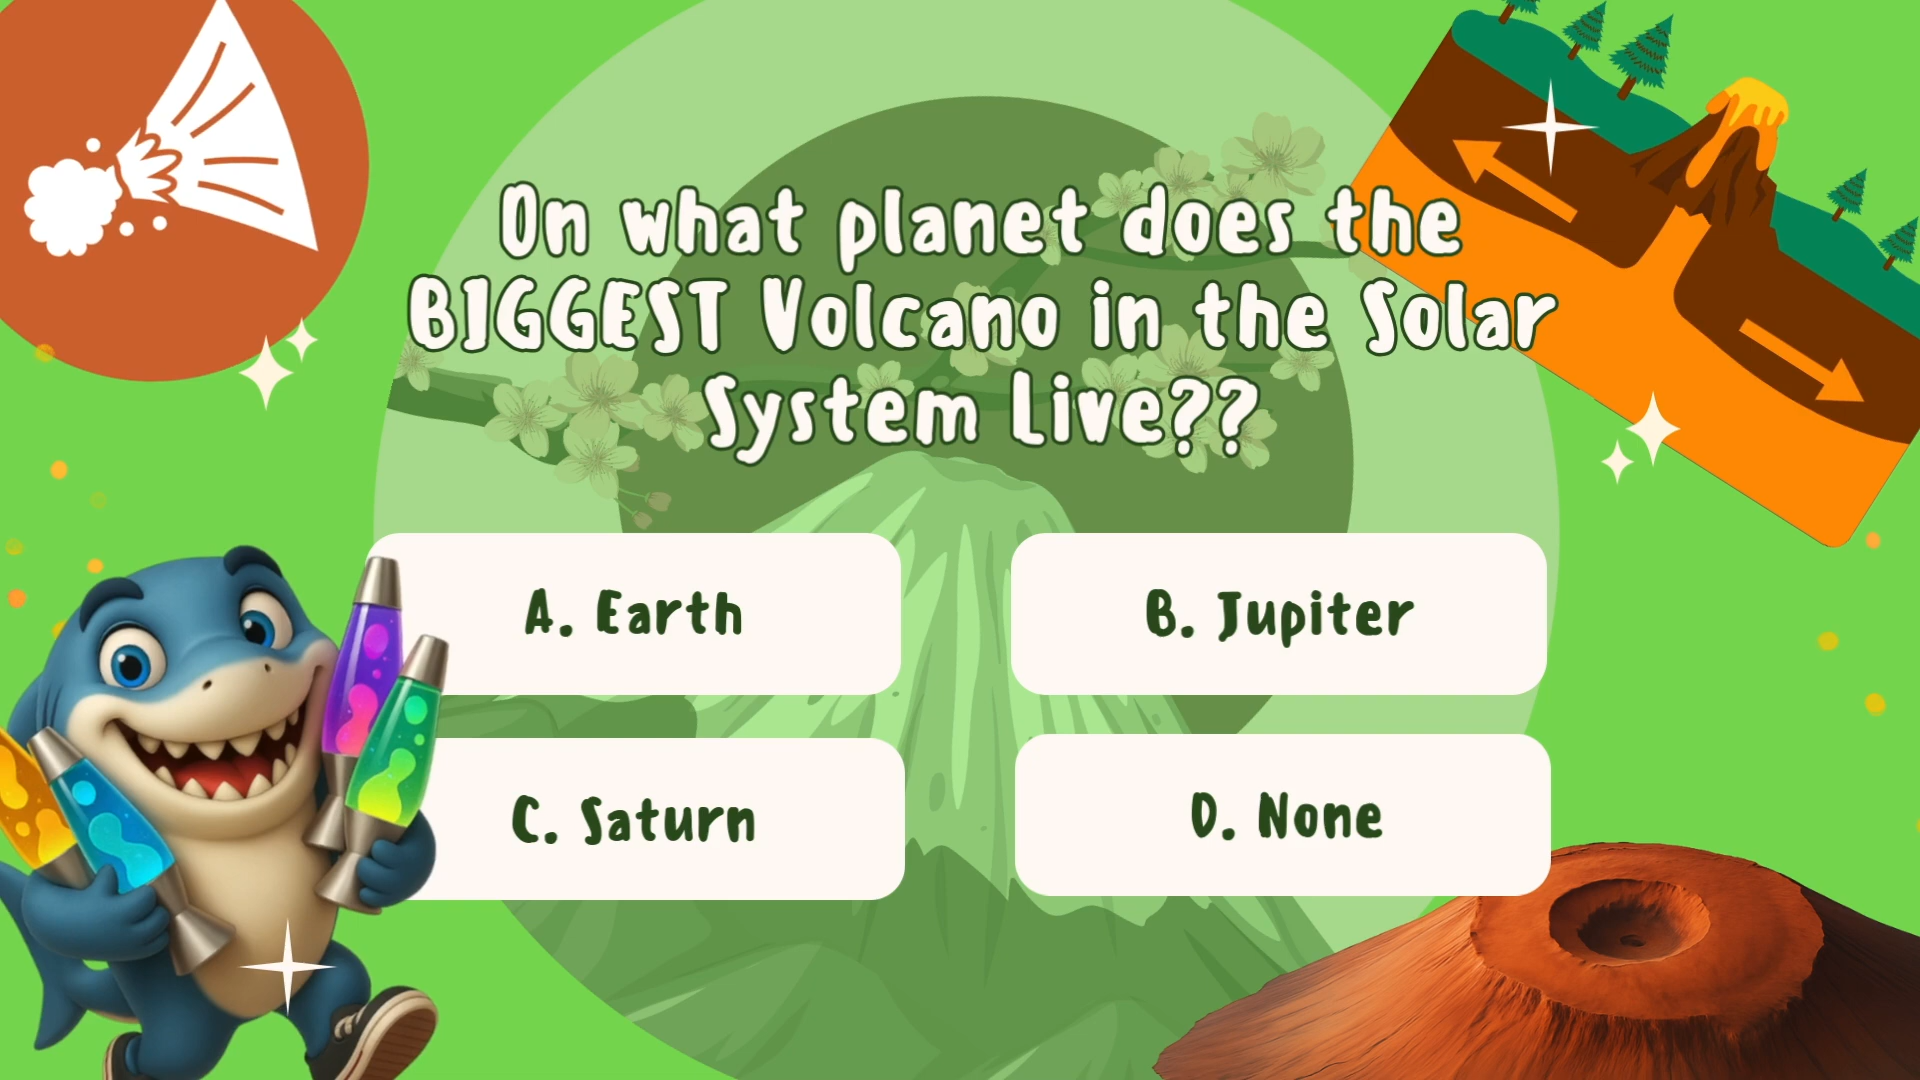 On what planet does the
BIGGEST Volcano in the Solar
System Live??
A. Earth
B. Jupiter
C. Saturn
D. None